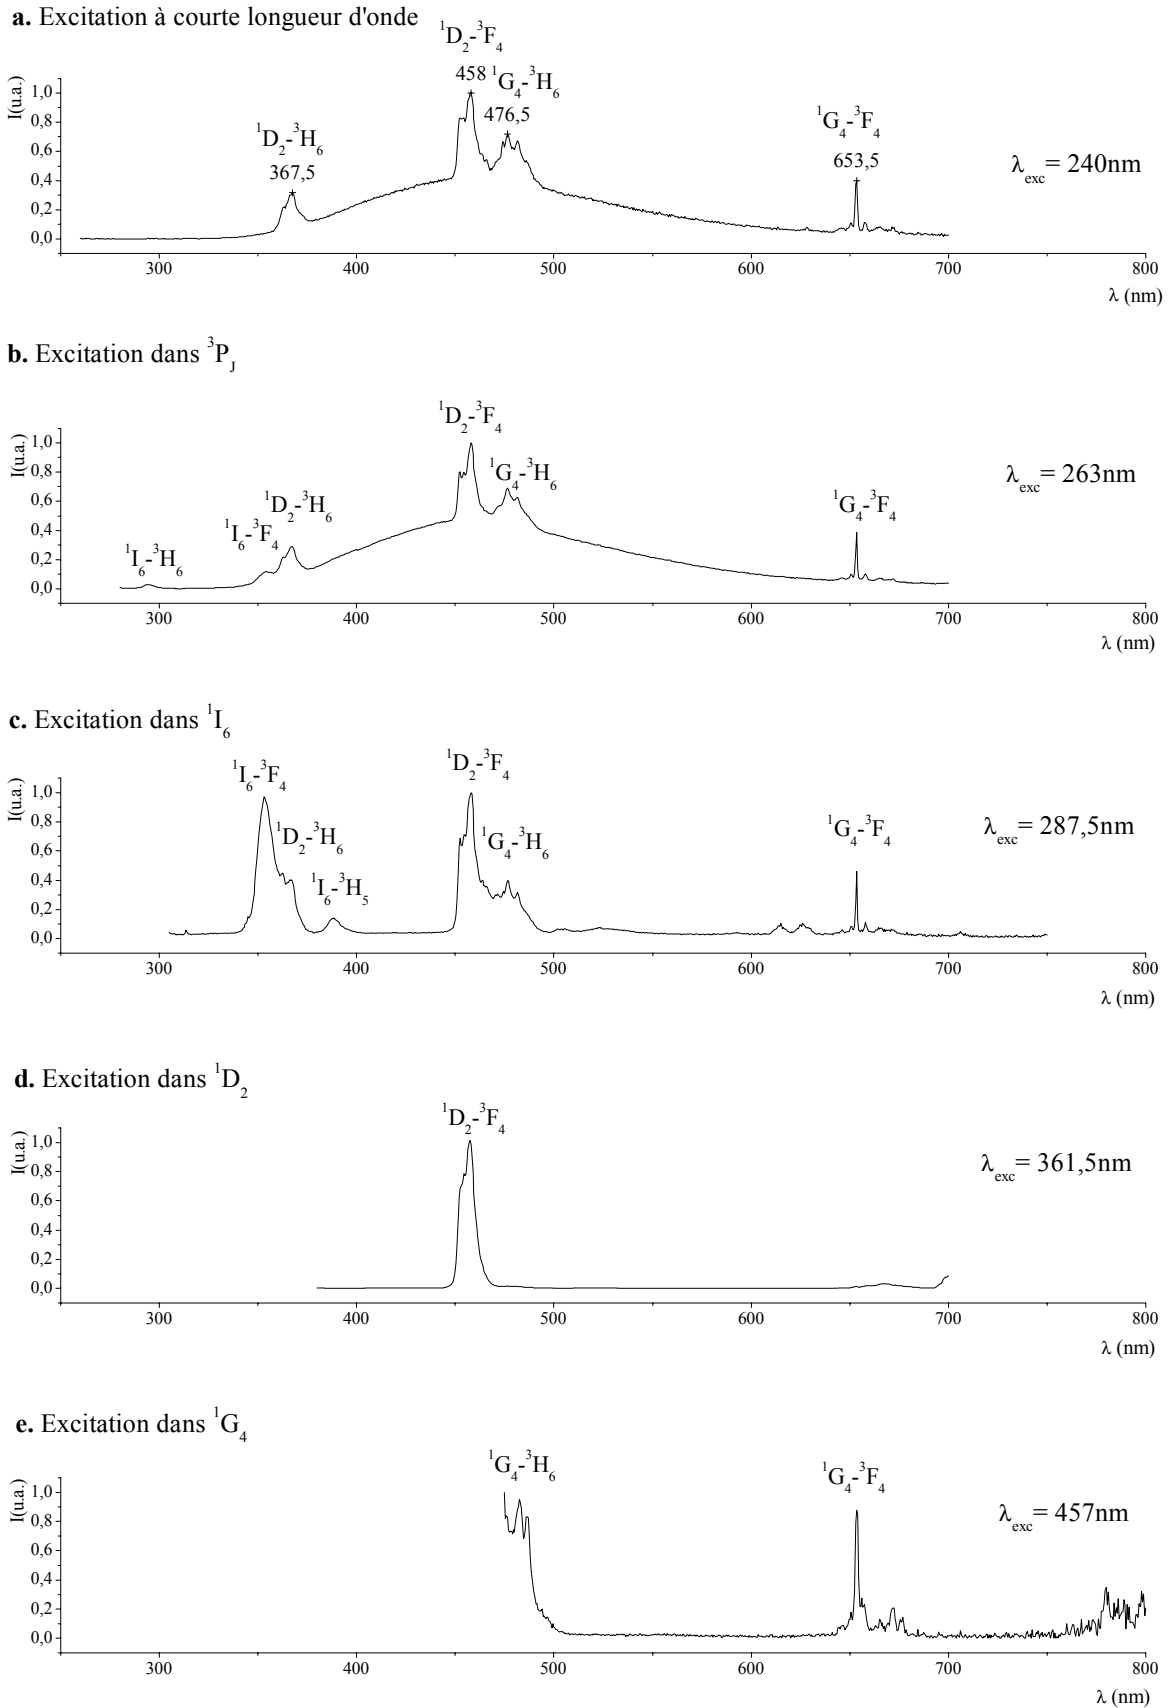 a. Excitation à courte longueur d'onde
¹D₂-³F₄
458 ¹G₄-³H₆
476,5
¹D₂-³H₆
367,5
¹G₄-³F₄
653,5
λexc= 240nm
I(u.a.)
1,0
0,8
0,6
0,4
0,2
0,0
300 400 500 600 700 800
λ (nm)
b. Excitation dans ³PJ
¹D₂-³F₄
¹G₄-³H₆
¹D₂-³H₆
¹I₆-³F₄
¹I₆-³H₆
¹G₄-³F₄
λexc= 263nm
I(u.a.)
1,0
0,8
0,6
0,4
0,2
0,0
300 400 500 600 700 800
λ (nm)
c. Excitation dans ¹I₆
¹I₆-³F₄
¹D₂-³H₆
¹I₆-³H₅
¹D₂-³F₄
¹G₄-³H₆
¹G₄-³F₄
λexc= 287,5nm
I(u.a.)
1,0
0,8
0,6
0,4
0,2
0,0
300 400 500 600 700 800
λ (nm)
d. Excitation dans ¹D₂
¹D₂-³F₄
λexc= 361,5nm
I(u.a.)
1,0
0,8
0,6
0,4
0,2
0,0
300 400 500 600 700 800
λ (nm)
e. Excitation dans ¹G₄
¹G₄-³H₆
¹G₄-³F₄
λexc= 457nm
I(u.a.)
1,0
0,8
0,6
0,4
0,2
0,0
300 400 500 600 700 800
λ (nm)